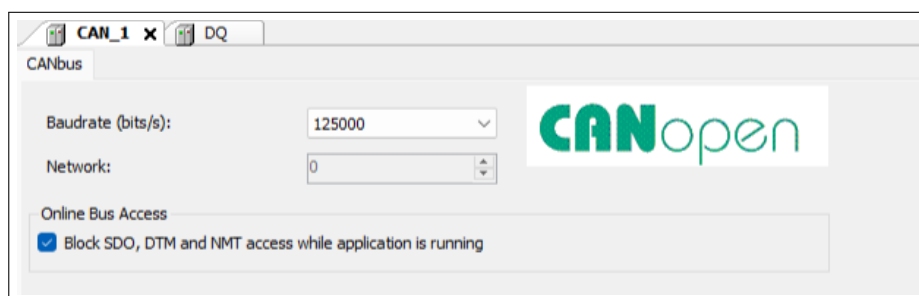 CAN_1 X DQ
CANbus
Baudrate (bits/s): 125000
CANopen
Network: 0
Online Bus Access
Block SDO, DTM and NMT access while application is running